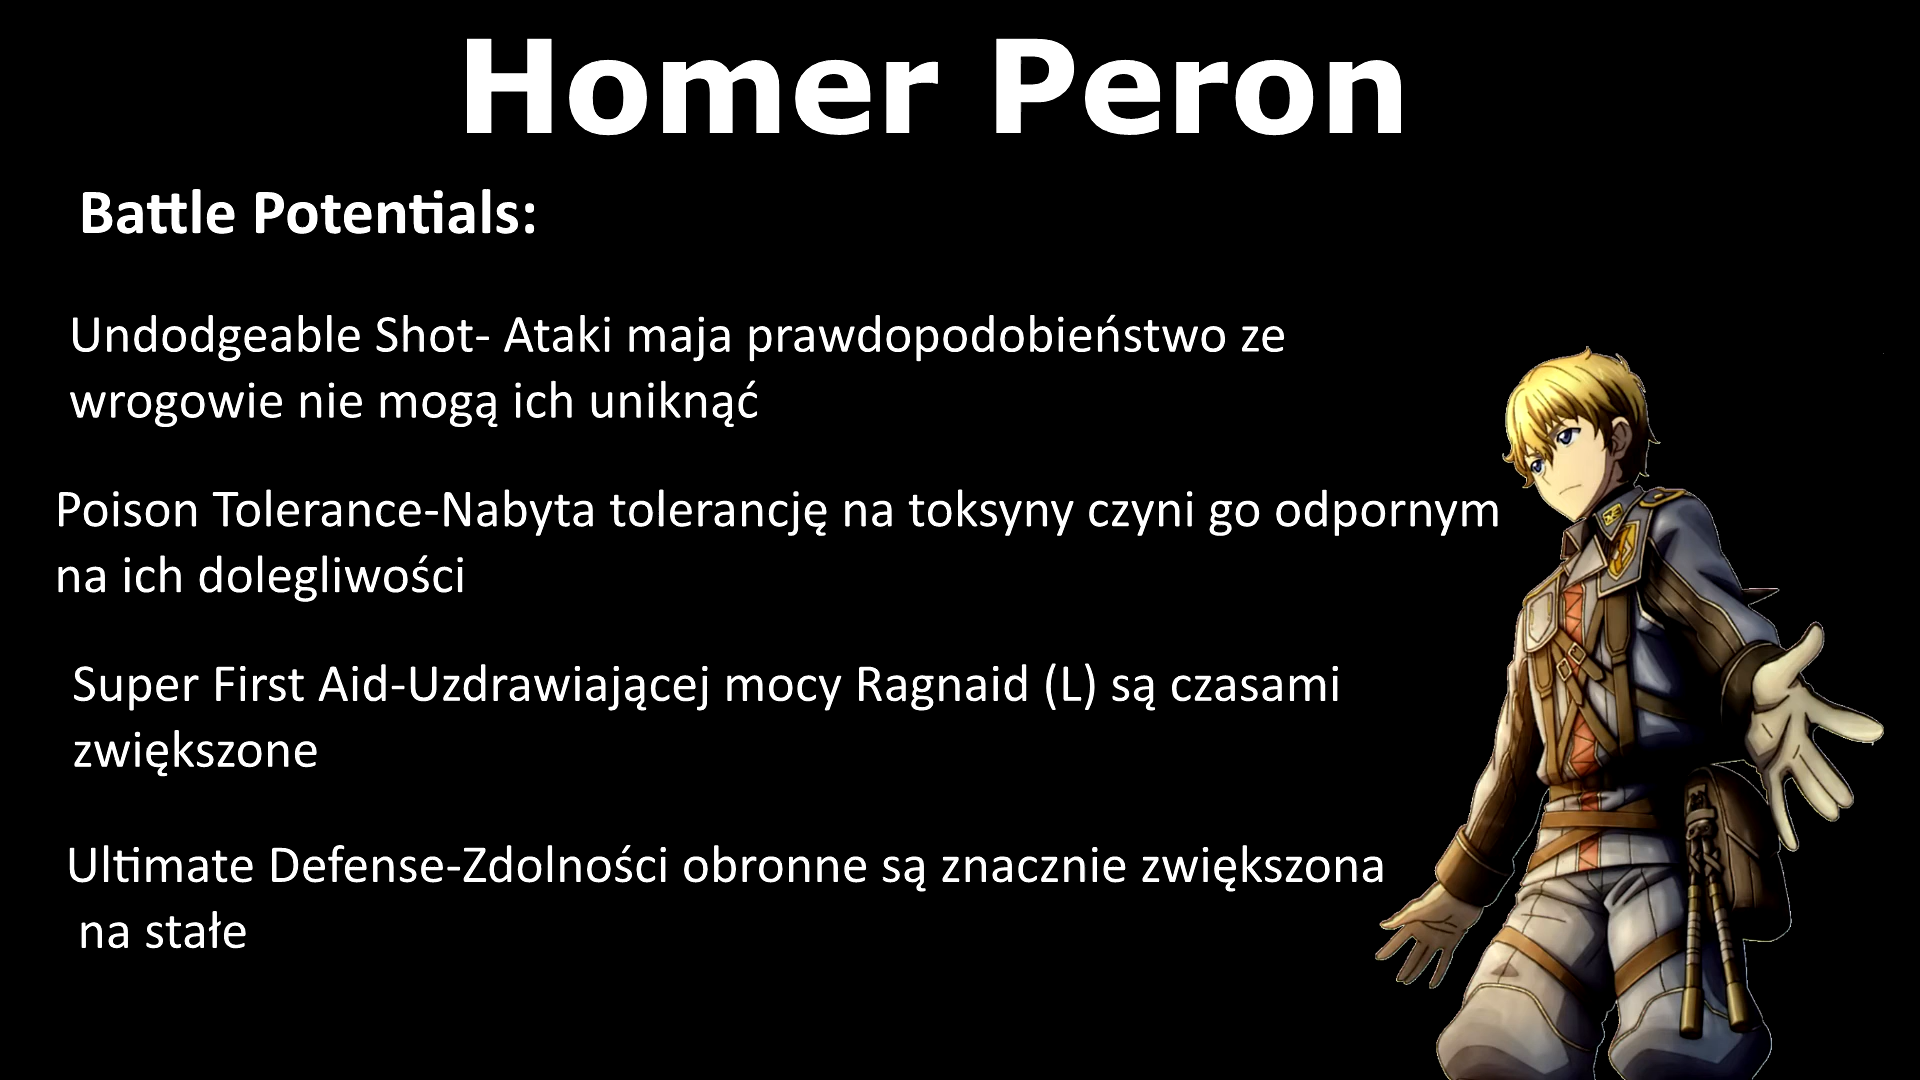 Homer Peron
Battle Potentials:
Undodgeable Shot- Ataki maja prawdopodobieństwo ze
wrogowie nie mogą ich uniknąć
Poison Tolerance-Nabyta tolerancję na toksyny czyni go odpornym
na ich dolegliwości
Super First Aid-Uzdrawiającej mocy Ragnaid (L) są czasami
zwiększone
Ultimate Defense-Zdolności obronne są znacznie zwiększona
na stałe